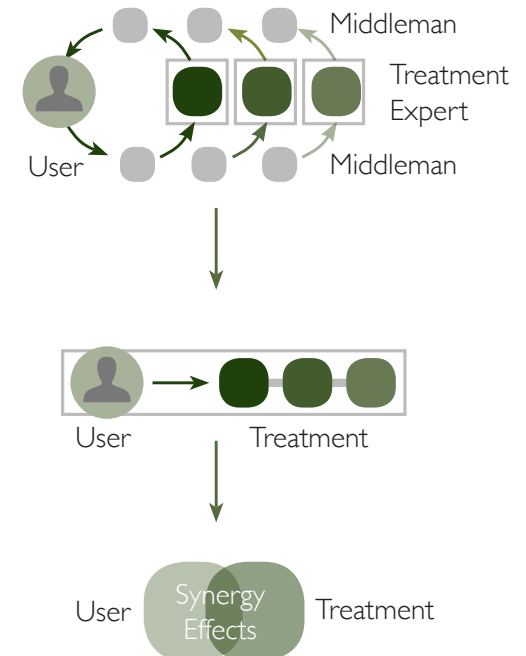 Middleman
Treatment
Expert
User
Middleman
User
Treatment
User
Synergy
Effects
Treatment